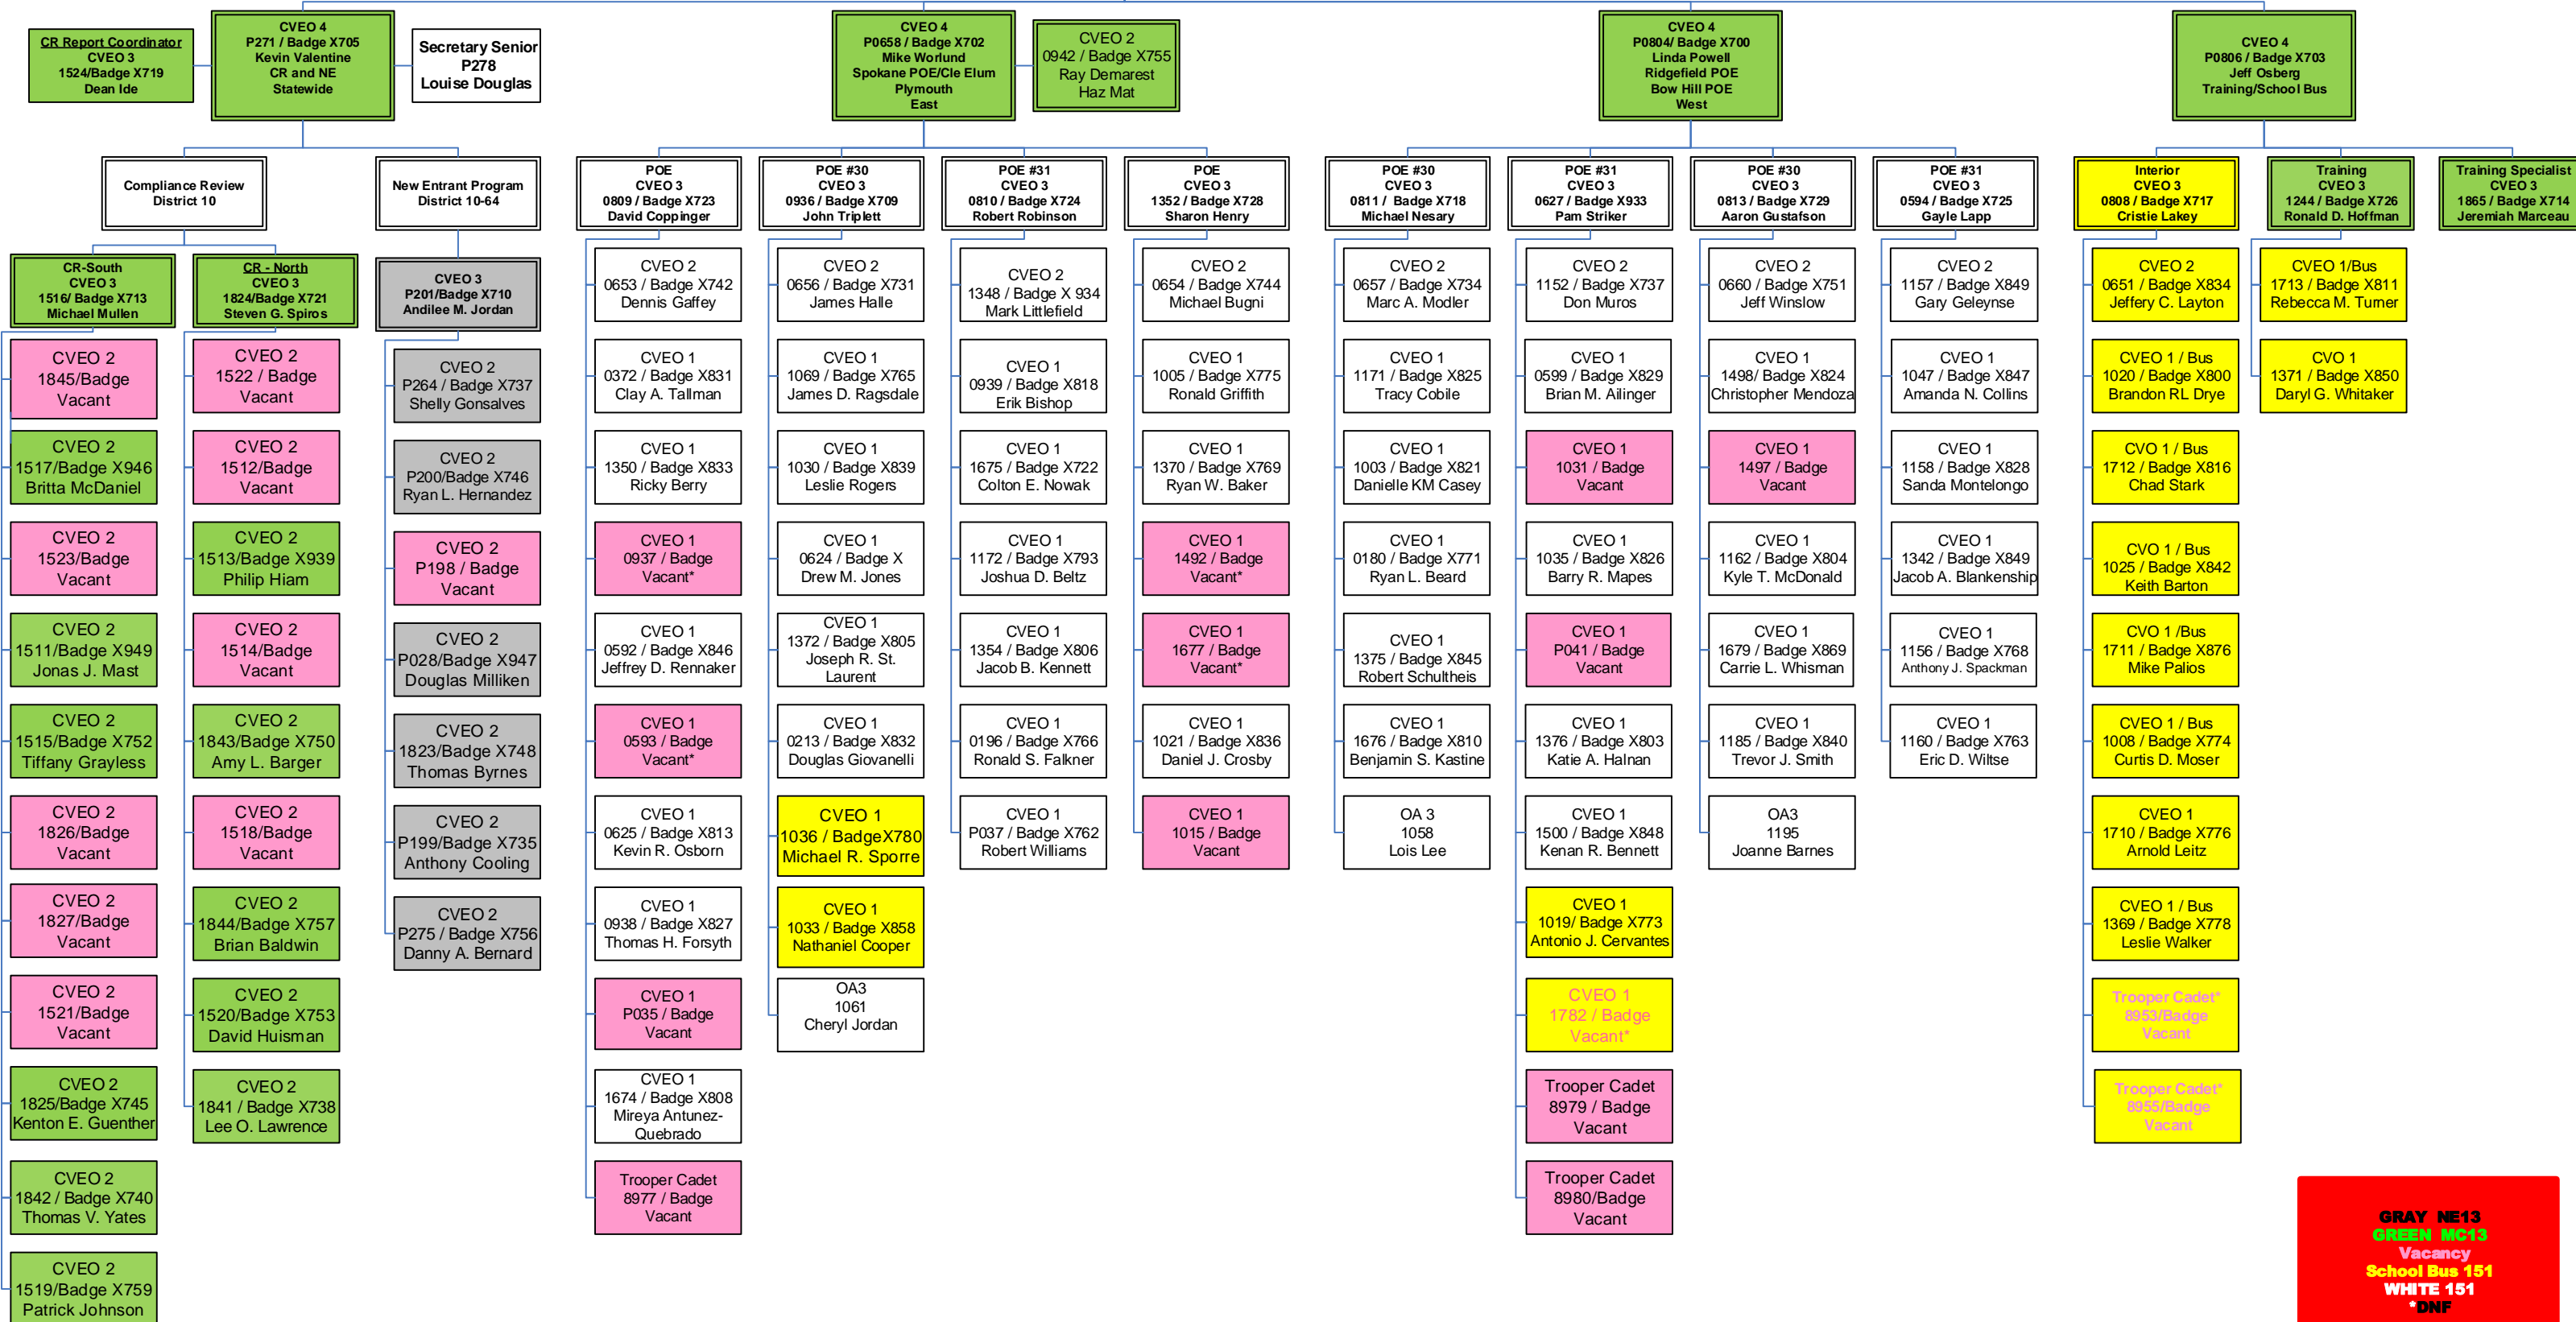 CR Report Coordinator
CVEO 3
1524/Badge X719
Dean Ide
CVEO 4
P271 / Badge X705
Kevin Valentine
CR and NE
Statewide
Secretary Senior
P278
Louise Douglas
CVEO 4
P0658 / Badge X702
Mike Worlund
Spokane POE/Cle Elum
Plymouth
East
CVEO 2
0942 / Badge X755
Ray Demarest
Haz Mat
CVEO 4
P0804/ Badge X700
Linda Powell
Ridgefield POE
Bow Hill POE
West
CVEO 4
P0806 / Badge X703
Jeff Osberg
Training/School Bus
Compliance Review
District 10
New Entrant Program
District 10-64
CR-South
CVEO 3
1516/ Badge X713
Michael Mullen
CVEO 2
1845/Badge
Vacant
CVEO 2
1517/Badge X946
Britta McDaniel
CVEO 2
1523/Badge
Vacant
CVEO 2
1511/Badge X949
Jonas J. Mast
CVEO 2
1515/Badge X752
Tiffany Grayless
CVEO 2
1826/Badge
Vacant
CVEO 2
1827/Badge
Vacant
CVEO 2
1521/Badge
Vacant
CVEO 2
1825/Badge X745
Kenton E. Guenther
CVEO 2
1842 / Badge X740
Thomas V. Yates
CVEO 2
1519/Badge X759
Patrick Johnson
CR - North
CVEO 3
1824/Badge X721
Steven G. Spiros
CVEO 2
1522 / Badge
Vacant
CVEO 2
1512/Badge
Vacant
CVEO 2
1513/Badge X939
Philip Hiam
CVEO 2
1514/Badge
Vacant
CVEO 2
1843/Badge X750
Amy L. Barger
CVEO 2
1518/Badge
Vacant
CVEO 2
1844/Badge X757
Brian Baldwin
CVEO 2
1520/Badge X753
David Huisman
CVEO 2
1841 / Badge X738
Lee O. Lawrence
CVEO 3
P201/Badge X710
Andilee M. Jordan
CVEO 2
P264 / Badge X737
Shelly Gonsalves
CVEO 2
P200/Badge X746
Ryan L. Hernandez
CVEO 2
P198 / Badge
Vacant
CVEO 2
P028/Badge X947
Douglas Milliken
CVEO 2
1823/Badge X748
Thomas Byrnes
CVEO 2
P199/Badge X735
Anthony Cooling
CVEO 2
P275 / Badge X756
Danny A. Bernard
POE
CVEO 3
0809 / Badge X723
David Coppinger
CVEO 2
0653 / Badge X742
Dennis Gaffey
CVEO 1
0372 / Badge X831
Clay A. Tallman
CVEO 1
1350 / Badge X833
Ricky Berry
CVEO 1
0937 / Badge
Vacant*
CVEO 1
0592 / Badge X846
Jeffrey D. Rennaker
CVEO 1
0593 / Badge
Vacant*
CVEO 1
0625 / Badge X813
Kevin R. Osborn
CVEO 1
0938 / Badge X827
Thomas H. Forsyth
CVEO 1
P035 / Badge
Vacant
CVEO 1
1674 / Badge X808
Mireya Antunez-
Quebrado
Trooper Cadet
8977 / Badge
Vacant
POE #30
CVEO 3
0936 / Badge X709
John Triplett
CVEO 2
0656 / Badge X731
James Halle
CVEO 1
1069 / Badge X765
James D. Ragsdale
CVEO 1
1030 / Badge X839
Leslie Rogers
CVEO 1
0624 / Badge X
Drew M. Jones
CVEO 1
1372 / Badge X805
Joseph R. St.
Laurent
CVEO 1
0213 / Badge X832
Douglas Giovanelli
CVEO 1
1036 / BadgeX780
Michael R. Sporre
CVEO 1
1033 / Badge X858
Nathaniel Cooper
OA3
1061
Cheryl Jordan
POE #31
CVEO 3
0810 / Badge X724
Robert Robinson
CVEO 2
1348 / Badge X 934
Mark Littlefield
CVEO 1
0939 / Badge X818
Erik Bishop
CVEO 1
1675 / Badge X722
Colton E. Nowak
CVEO 1
1172 / Badge X793
Joshua D. Beltz
CVEO 1
1354 / Badge X806
Jacob B. Kennett
CVEO 1
0196 / Badge X766
Ronald S. Falkner
CVEO 1
P037 / Badge X762
Robert Williams
POE
CVEO 3
1352 / Badge X728
Sharon Henry
CVEO 2
0654 / Badge X744
Michael Bugni
CVEO 1
1005 / Badge X775
Ronald Griffith
CVEO 1
1370 / Badge X769
Ryan W. Baker
CVEO 1
1492 / Badge
Vacant*
CVEO 1
1677 / Badge
Vacant*
CVEO 1
1021 / Badge X836
Daniel J. Crosby
CVEO 1
1015 / Badge
Vacant
POE #30
CVEO 3
0811 / Badge X718
Michael Nesary
CVEO 2
0657 / Badge X734
Marc A. Modler
CVEO 1
1171 / Badge X825
Tracy Cobile
CVEO 1
1003 / Badge X821
Danielle KM Casey
CVEO 1
0180 / Badge X771
Ryan L. Beard
CVEO 1
1375 / Badge X845
Robert Schultheis
CVEO 1
1676 / Badge X810
Benjamin S. Kastine
OA 3
1058
Lois Lee
POE #31
CVEO 3
0627 / Badge X933
Pam Striker
CVEO 2
1152 / Badge X737
Don Muros
CVEO 1
0599 / Badge X829
Brian M. Ailinger
CVEO 1
1031 / Badge
Vacant
CVEO 1
1035 / Badge X826
Barry R. Mapes
CVEO 1
P041 / Badge
Vacant
CVEO 1
1376 / Badge X803
Katie A. Halnan
CVEO 1
1500 / Badge X848
Kenan R. Bennett
CVEO 1
1019/ Badge X773
Antonio J. Cervantes
CVEO 1
1782 / Badge
Vacant*
Trooper Cadet
8979 / Badge
Vacant
Trooper Cadet
8980/Badge
Vacant
POE #30
CVEO 3
0813 / Badge X729
Aaron Gustafson
CVEO 2
0660 / Badge X751
Jeff Winslow
CVEO 1
1498/ Badge X824
Christopher Mendoza
CVEO 1
1497 / Badge
Vacant
CVEO 1
1162 / Badge X804
Kyle T. McDonald
CVEO 1
1679 / Badge X869
Carrie L. Whisman
CVEO 1
1185 / Badge X840
Trevor J. Smith
OA3
1195
Joanne Barnes
POE #31
CVEO 3
0594 / Badge X725
Gayle Lapp
CVEO 2
1157 / Badge X849
Gary Geleynse
CVEO 1
1047 / Badge X847
Amanda N. Collins
CVEO 1
1158 / Badge X828
Sanda Montelongo
CVEO 1
1342 / Badge X849
Jacob A. Blankenship
CVEO 1
1156 / Badge X768
Anthony J. Spackman
CVEO 1
1160 / Badge X763
Eric D. Wiltse
Interior
CVEO 3
0808 / Badge X717
Cristie Lakey
CVEO 2
0651 / Badge X834
Jeffery C. Layton
CVEO 1 / Bus
1020 / Badge X800
Brandon RL Drye
CVO 1 / Bus
1712 / Badge X816
Chad Stark
CVO 1 / Bus
1025 / Badge X842
Keith Barton
CVO 1 /Bus
1711 / Badge X876
Mike Palios
CVEO 1 / Bus
1008 / Badge X774
Curtis D. Moser
CVEO 1
1710 / Badge X776
Arnold Leitz
CVEO 1 / Bus
1369 / Badge X778
Leslie Walker
Trooper Cadet*
8953/Badge
Vacant
Trooper Cadet*
8955/Badge
Vacant
Training
CVEO 3
1244 / Badge X726
Ronald D. Hoffman
CVEO 1/Bus
1713 / Badge X811
Rebecca M. Turner
CVO 1
1371 / Badge X850
Daryl G. Whitaker
Training Specialist
CVEO 3
1865 / Badge X714
Jeremiah Marceau
GRAY NE13
GREEN MC13
Vacancy
School Bus 151
WHITE 151
*DNF